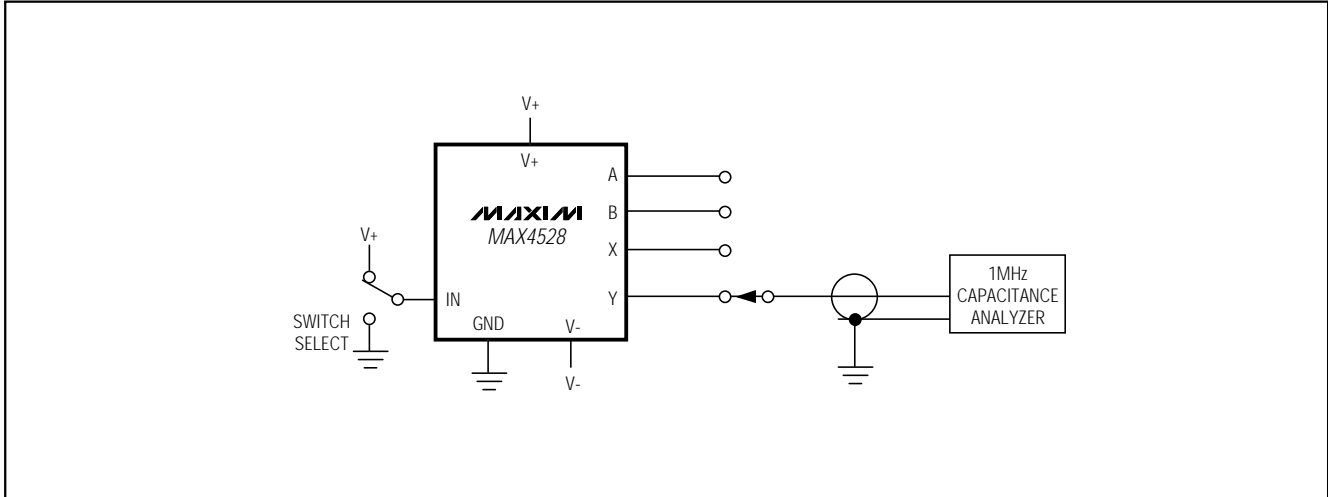 V+
V+
A
MAXIM
B
MAX4528
X
V+
1MHz
CAPACITANCE
ANALYZER
IN
Y
SWITCH
SELECT
GND
V-
V-